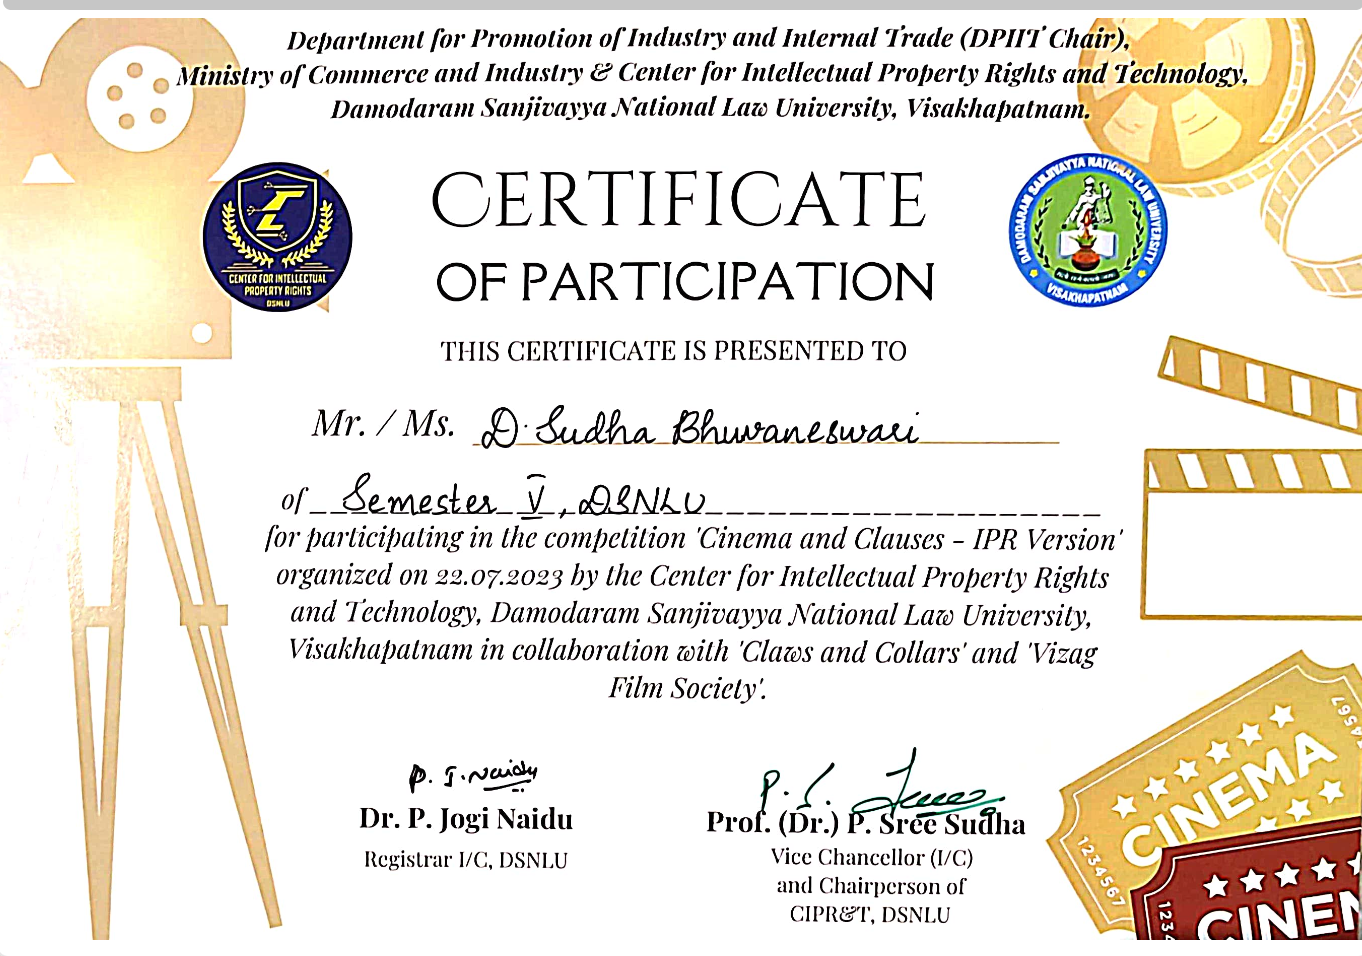 Department for Promotion of Industry and Internal Trade (DPIIT Chair),
Ministry of Commerce and Industry & Center for Intellectual Property Rights and Technology,
Damodaram Sanjivayya National Law University, Visakhapatnam.
CENTER FOR INTELLECTUAL
PROPERTY RIGHTS
DSNLU
DAMODARAM SANJIVAYYA NATIONAL LAW UNIVERSITY
VISAKHAPATNAM
CERTIFICATE
OF PARTICIPATION
THIS CERTIFICATE IS PRESENTED TO
Mr. / Ms. D. Sudha Bhuvaneswari
of Semester V, DSNLU
for participating in the competition 'Cinema and Clauses - IPR Version'
organized on 22.07.2023 by the Center for Intellectual Property Rights
and Technology, Damodaram Sanjivayya National Law University,
Visakhapatnam in collaboration with 'Claws and Collars' and 'Vizag
Film Society'.
P. J. Naidu
Dr. P. Jogi Naidu
Registrar I/C, DSNLU
P. S.
Prof. (Dr.) P. Sree Sudha
Vice Chancellor (I/C)
and Chairperson of
CIPR&T, DSNLU
4567
CINEMA
1234567
1234
CINEM